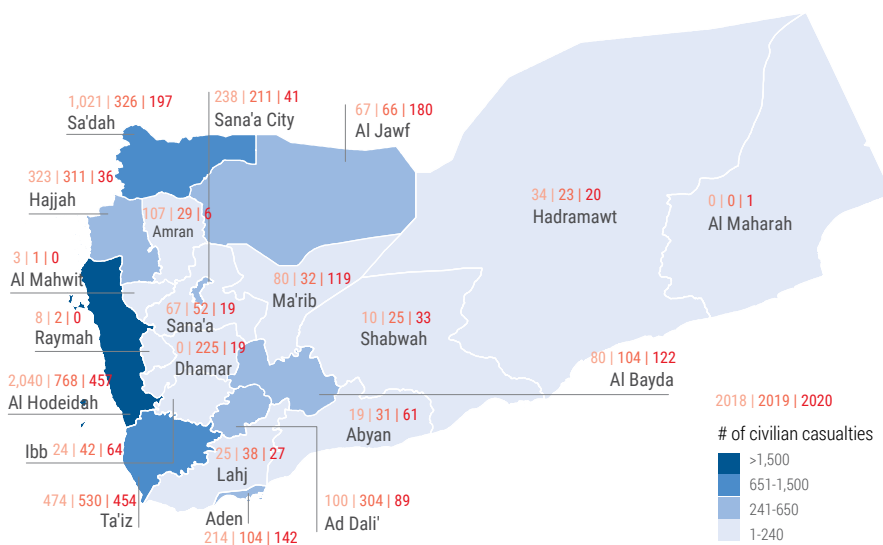 238 | 211 | 41
Sana'a City
1,021 | 326 | 197
Sa'dah
67 | 66 | 180
Al Jawf
323 | 311 | 36
Hajjah
107 | 29 | 6
Amran
34 | 23 | 20
Hadramawt
0 | 0 | 1
Al Maharah
3 | 1 | 0
Al Mahwit
80 | 32 | 119
Ma'rib
67 | 52 | 19
Sana'a
8 | 2 | 0
Raymah
10 | 25 | 33
Shabwah
0 | 225 | 19
Dhamar
80 | 104 | 122
Al Bayda
2,040 | 768 | 457
Al Hodeidah
19 | 31 | 61
Abyan
Ibb 24 | 42 | 64
25 | 38 | 27
Lahj
474 | 530 | 454
Ta'iz
Aden
214 | 104 | 142
100 | 304 | 89
Ad Dali'
2018 | 2019 | 2020
# of civilian casualties
>1,500
651-1,500
241-650
1-240